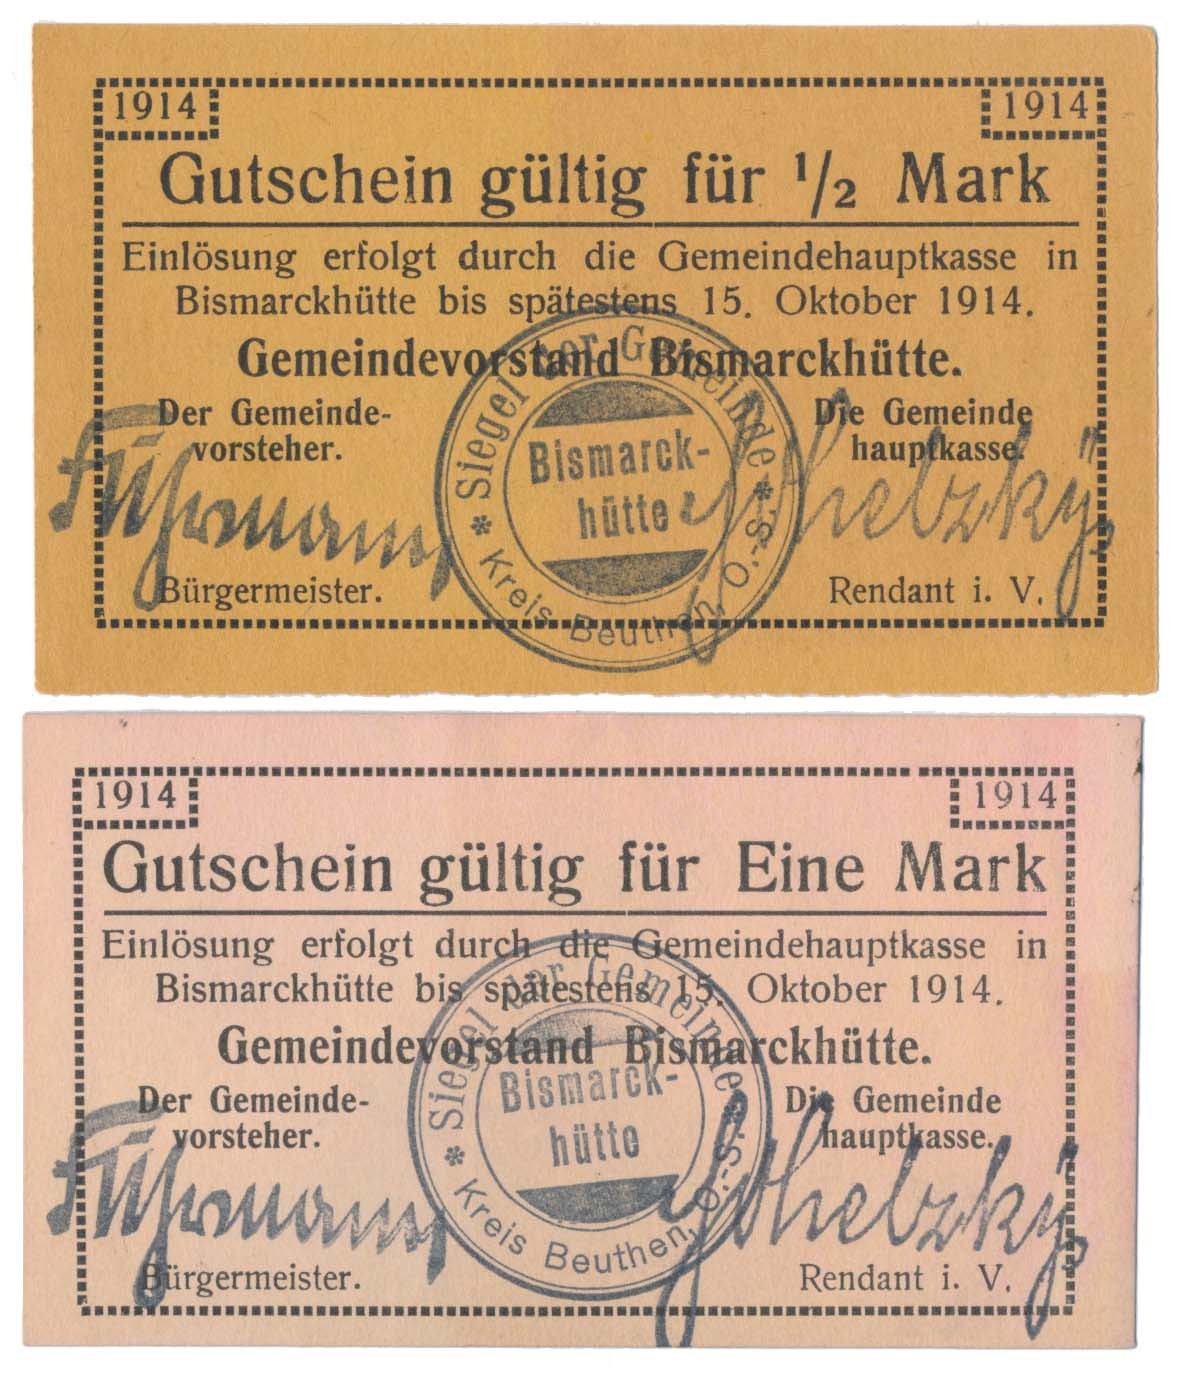 1914 1914
Gutschein gültig für 1/2 Mark
Einlösung erfolgt durch die Gemeindehauptkasse in
Bismarckhütte bis spätestens 15. Oktober 1914.
Gemeindevorstand Bismarckhütte.
Der Gemeinde-
vorsteher.
Die Gemeinde
hauptkasse.
Siegel der Gemeinde
Bismarck-
hütte
* Kreis Beuthen, O.-S. *
Fuhrmann
Bürgermeister.
Rendant i. V.
1914 1914
Gutschein gültig für Eine Mark
Einlösung erfolgt durch die Gemeindehauptkasse in
Bismarckhütte bis spätestens 15. Oktober 1914.
Gemeindevorstand Bismarckhütte.
Der Gemeinde-
vorsteher.
Die Gemeinde
hauptkasse.
Siegel der Gemeinde
Bismarck-
hütte
* Kreis Beuthen, O.-S. *
Fuhrmann
Bürgermeister.
Rendant i. V.